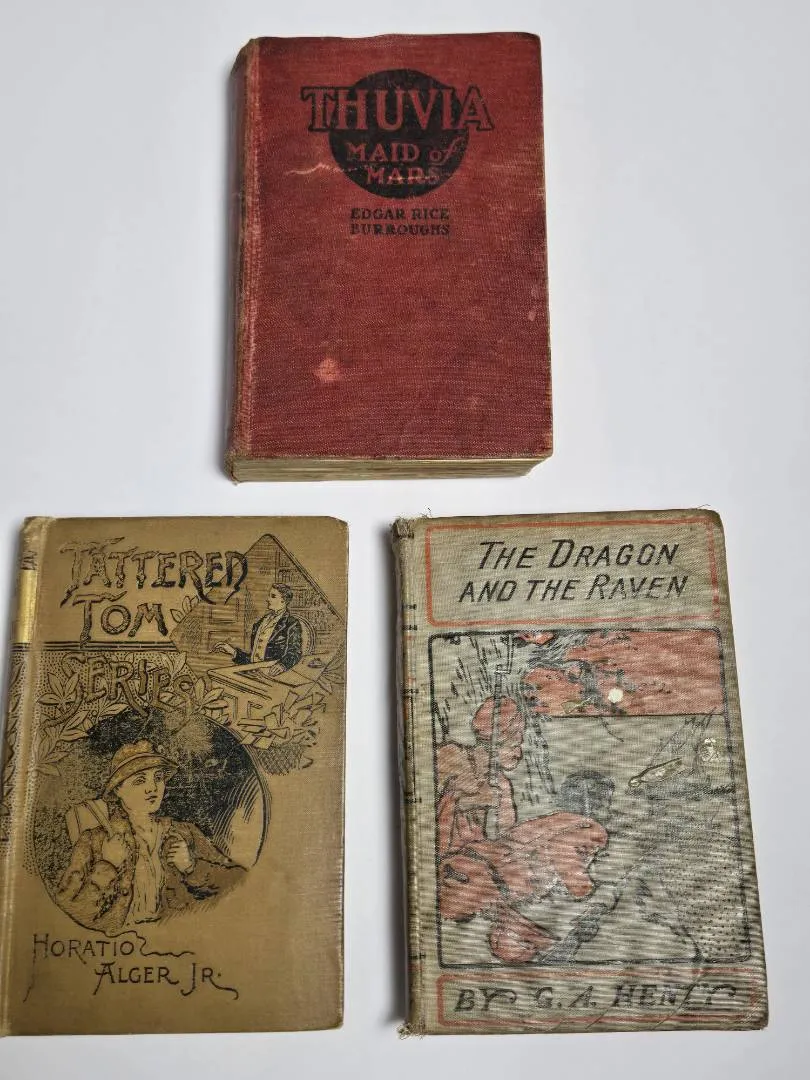 THUVIA
MAID of
MARS
EDGAR RICE
BURROUGHS
TATTERED
TOM
SERIES
HORATIO
ALGER JR.
THE DRAGON
AND THE RAVEN
BY G. A. HENTY